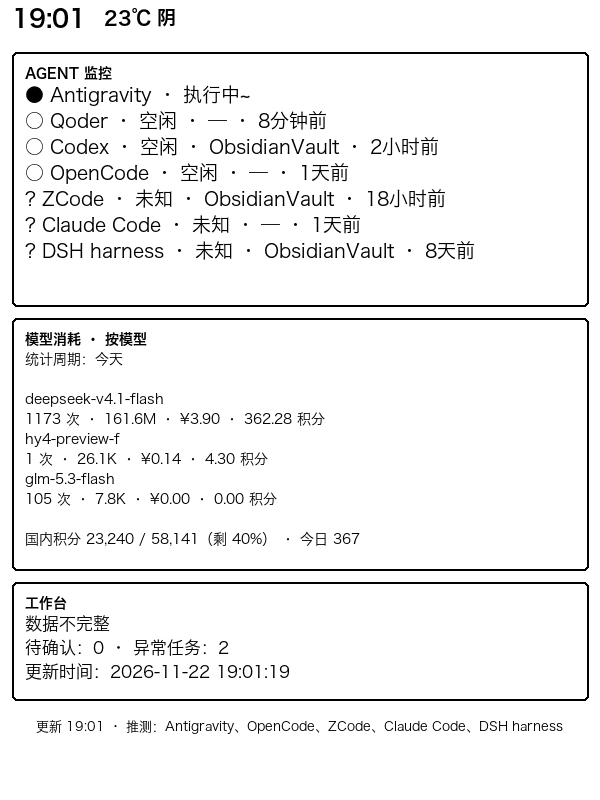 19:01 23℃ 阴
AGENT 监控
● Antigravity · 执行中~
○ Qoder · 空闲 · — · 8分钟前
○ Codex · 空闲 · ObsidianVault · 2小时前
○ OpenCode · 空闲 · — · 1天前
? ZCode · 未知 · ObsidianVault · 18小时前
? Claude Code · 未知 · — · 1天前
? DSH harness · 未知 · ObsidianVault · 8天前
模型消耗 · 按模型
统计周期：今天
deepseek-v4.1-flash
1173 次 · 161.6M · ¥3.90 · 362.28 积分
hy4-preview-f
1 次 · 26.1K · ¥0.14 · 4.30 积分
glm-5.3-flash
105 次 · 7.8K · ¥0.00 · 0.00 积分
国内积分 23,240 / 58,141（剩 40%） · 今日 367
工作台
数据不完整
待确认：0 · 异常任务：2
更新时间：2026-11-22 19:01:19
更新 19:01 · 推测：Antigravity、OpenCode、ZCode、Claude Code、DSH harness